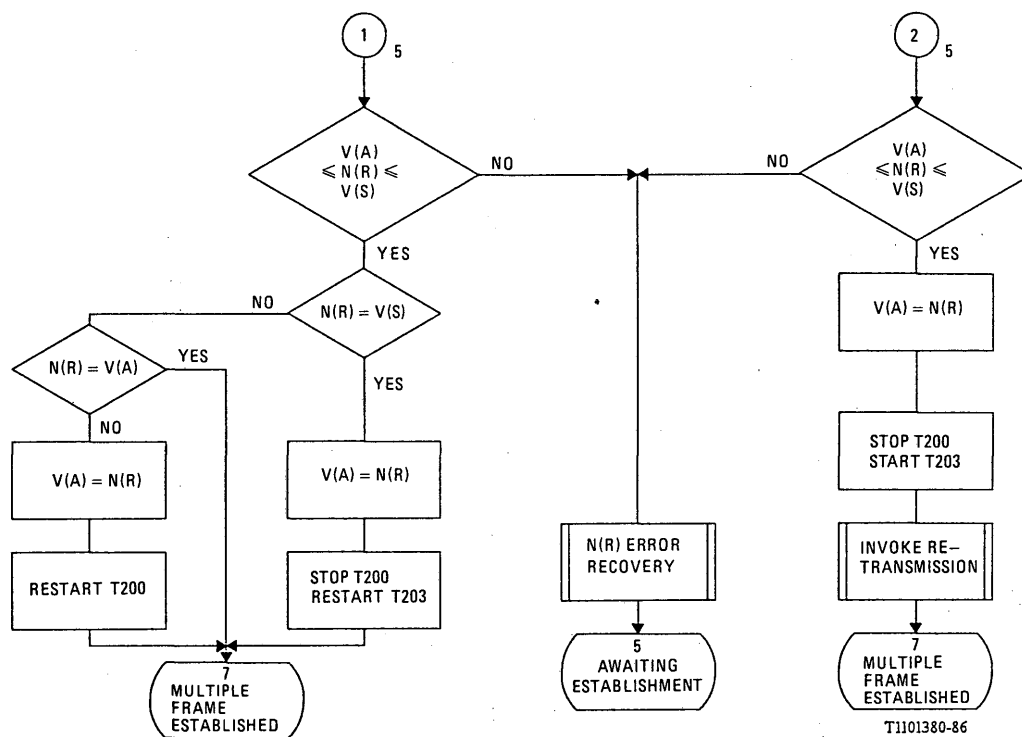 1
5
2
5
V(A)
≤ N(R) ≤
V(S)
NO
NO
V(A)
≤ N(R) ≤
V(S)
YES
YES
NO
N(R) = V(S)
V(A) = N(R)
N(R) = V(A)
YES
YES
NO
STOP T200
START T203
V(A) = N(R)
V(A) = N(R)
RESTART T200
STOP T200
RESTART T203
N(R) ERROR
RECOVERY
INVOKE RE-
TRANSMISSION
7
MULTIPLE
FRAME
ESTABLISHED
5
AWAITING
ESTABLISHMENT
7
MULTIPLE
FRAME
ESTABLISHED
T1101380-86